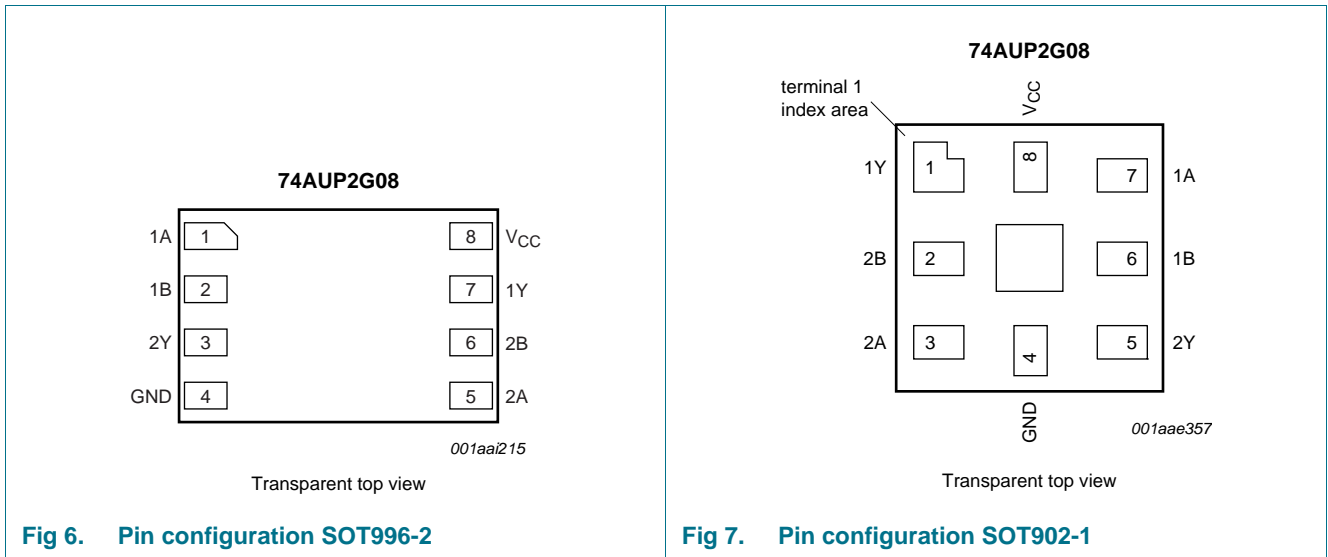 74AUP2G08
1A 1 8 VCC
1B 2 7 1Y
2Y 3 6 2B
GND 4 5 2A
001aai215
Transparent top view
Fig 6. Pin configuration SOT996-2
74AUP2G08
terminal 1
index area
VCC
1Y 1 8 7 1A
2B 2 6 1B
2A 3 4 5 2Y
GND
001aae357
Transparent top view
Fig 7. Pin configuration SOT902-1